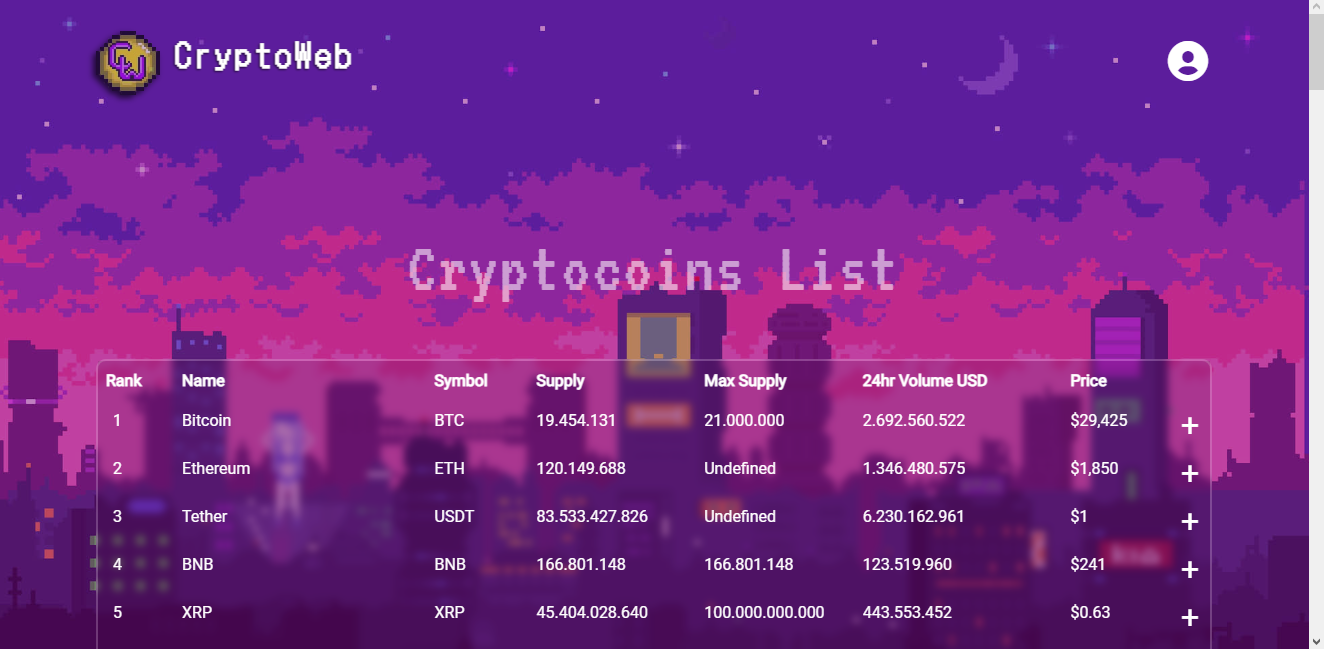 CW
CryptoWeb
Cryptocoins List
Rank Name Symbol Supply Max Supply 24hr Volume USD Price
1 Bitcoin BTC 19.454.131 21.000.000 2.692.560.522 $29,425 +
2 Ethereum ETH 120.149.688 Undefined 1.346.480.575 $1,850 +
3 Tether USDT 83.533.427.826 Undefined 6.230.162.961 $1 +
4 BNB BNB 166.801.148 166.801.148 123.519.960 $241 +
5 XRP XRP 45.404.028.640 100.000.000.000 443.553.452 $0.63 +